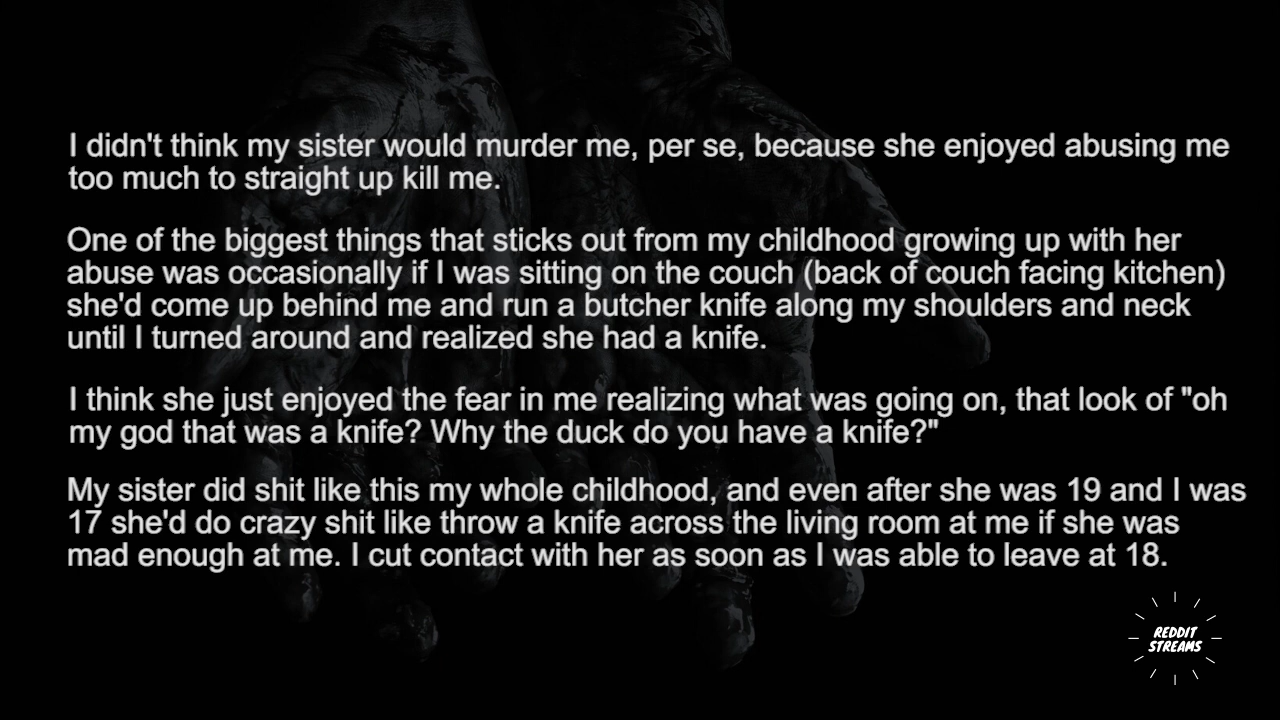 I didn't think my sister would murder me, per se, because she enjoyed abusing me
too much to straight up kill me.
One of the biggest things that sticks out from my childhood growing up with her
abuse was occasionally if I was sitting on the couch (back of couch facing kitchen)
she'd come up behind me and run a butcher knife along my shoulders and neck
until I turned around and realized she had a knife.
I think she just enjoyed the fear in me realizing what was going on, that look of "oh
my god that was a knife? Why the duck do you have a knife?"
My sister did shit like this my whole childhood, and even after she was 19 and I was
17 she'd do crazy shit like throw a knife across the living room at me if she was
mad enough at me. I cut contact with her as soon as I was able to leave at 18.
REDDIT
STREAMS